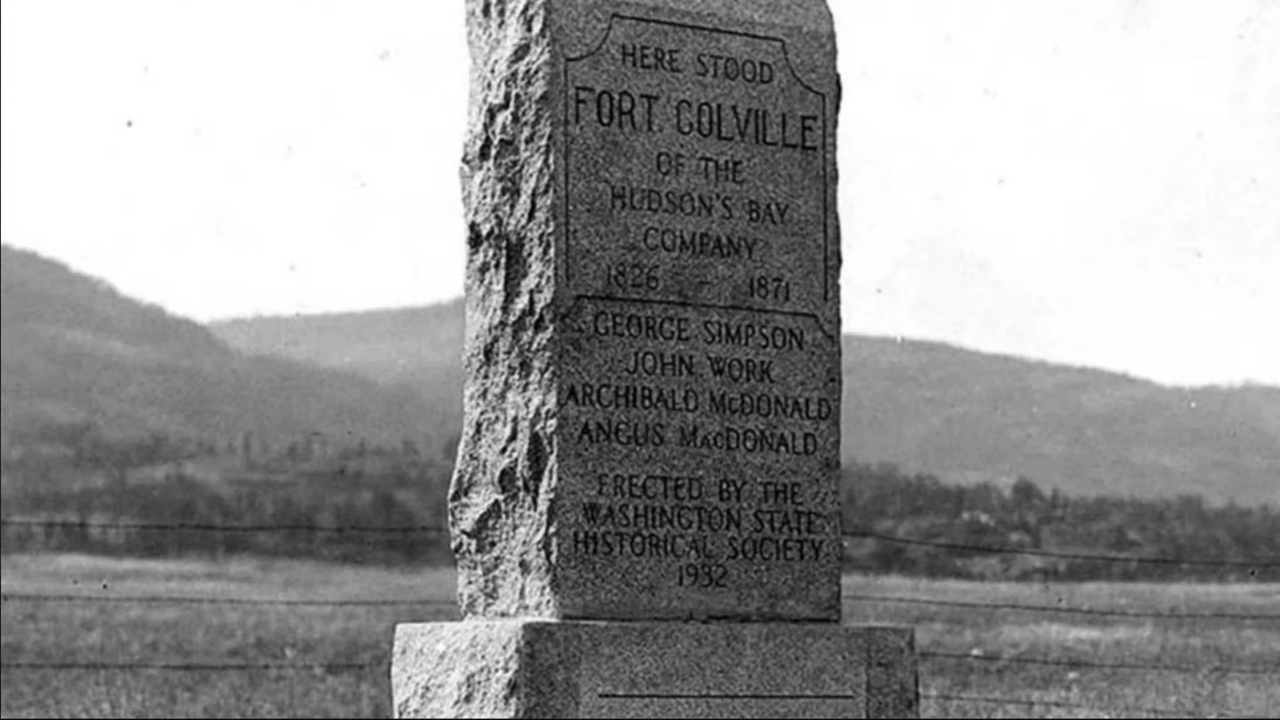 HERE STOOD
FORT COLVILLE
OF THE
HUDSON'S BAY
COMPANY
1826 - 1871
GEORGE SIMPSON
JOHN WORK
ARCHIBALD McDONALD
ANGUS MacDONALD
ERECTED BY THE
WASHINGTON STATE
HISTORICAL SOCIETY
1932